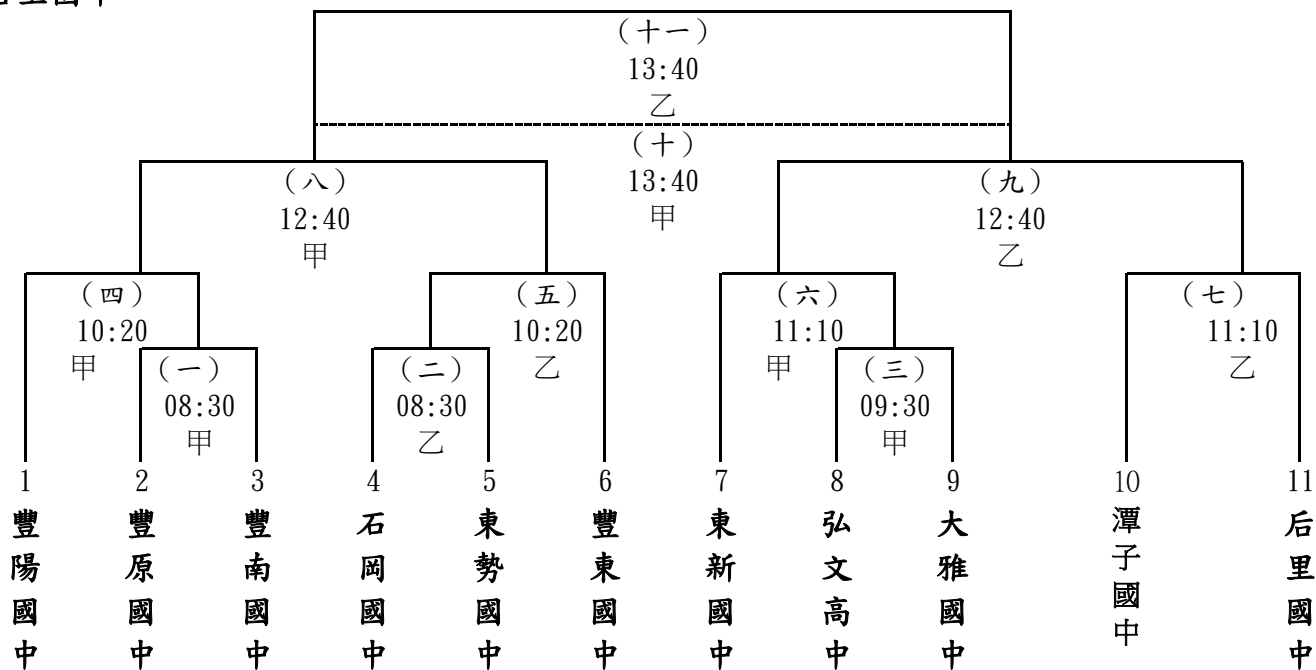 (十一)
13:40
乙
(十)
13:40
甲
(八)
12:40
甲
(九)
12:40
乙
(四)
10:20
甲
(五)
10:20
乙
(六)
11:10
甲
(七)
11:10
乙
(一)
08:30
甲
(二)
08:30
乙
(三)
09:30
甲
1 2 3 4 5 6 7 8 9 10 11
豐陽國中
豐原國中
豐南國中
石岡國中
東勢國中
豐東國中
東新國中
弘文高中
大雅國中
潭子國中
后里國中